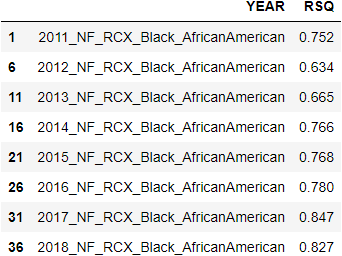 YEAR RSQ
1 2011_NF_RCX_Black_AfricanAmerican 0.752
6 2012_NF_RCX_Black_AfricanAmerican 0.634
11 2013_NF_RCX_Black_AfricanAmerican 0.665
16 2014_NF_RCX_Black_AfricanAmerican 0.766
21 2015_NF_RCX_Black_AfricanAmerican 0.768
26 2016_NF_RCX_Black_AfricanAmerican 0.780
31 2017_NF_RCX_Black_AfricanAmerican 0.847
36 2018_NF_RCX_Black_AfricanAmerican 0.827